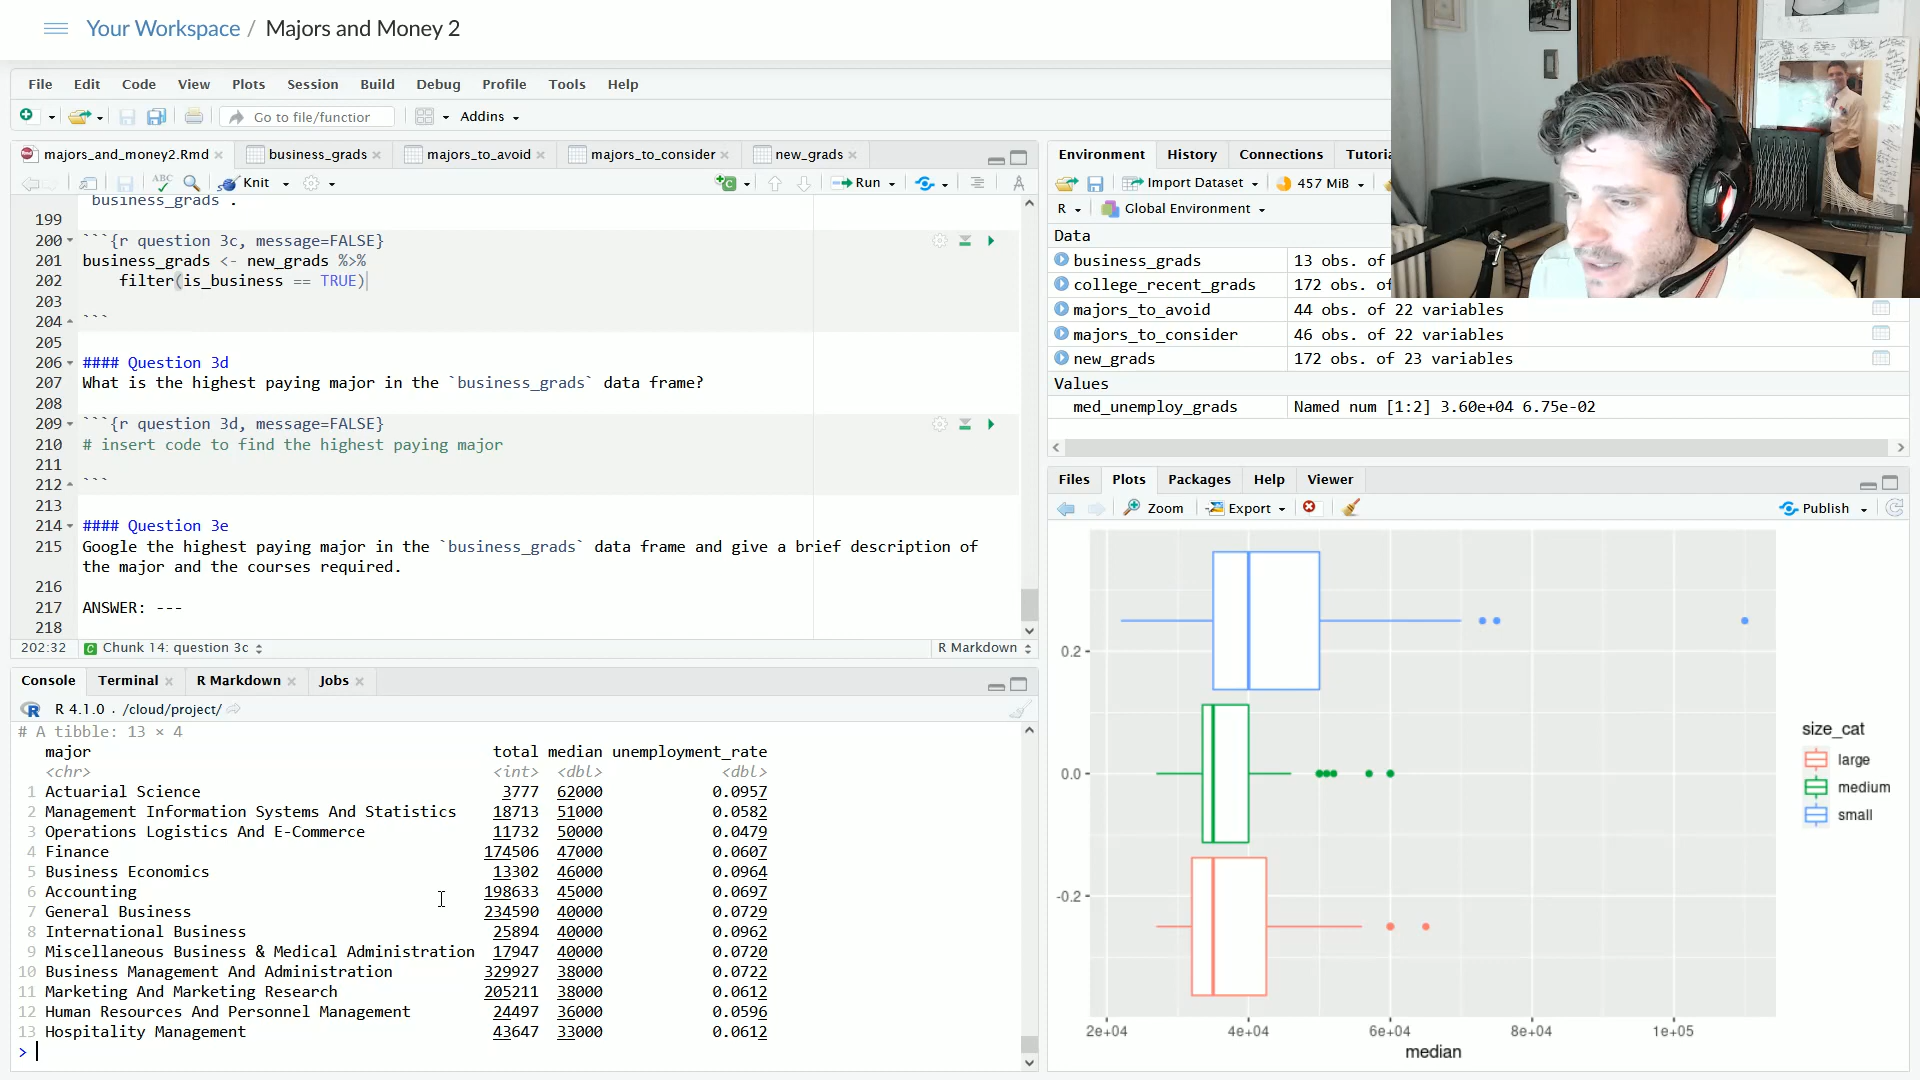 Your Workspace / Majors and Money 2
File Edit Code View Plots Session Build Debug Profile Tools Help
Go to file/function
Addins
majors_and_money2.Rmd business_grads majors_to_avoid majors_to_consider new_grads
ABC Knit Run
`business_grads`.
199
200 ```{r question 3c, message=FALSE}
201 business_grads <- new_grads %>%
202 filter(is_business == TRUE)
203
204 ```
205
206 #### Question 3d
207 What is the highest paying major in the `business_grads` data frame?
208
209 ```{r question 3d, message=FALSE}
210 # insert code to find the highest paying major
211
212 ```
213
214 #### Question 3e
215 Google the highest paying major in the `business_grads` data frame and give a brief description of
the major and the courses required.
216
217 ANSWER: ---
218
202:32 Chunk 14: question 3c R Markdown
Console Terminal R Markdown Jobs
R 4.1.0 . /cloud/project/
# A tibble: 13 × 4
major total median unemployment_rate
<chr> <int> <dbl> <dbl>
1 Actuarial Science 3777 62000 0.0957
2 Management Information Systems And Statistics 18713 51000 0.0582
3 Operations Logistics And E-Commerce 11732 50000 0.0479
4 Finance 174506 47000 0.0607
5 Business Economics 13302 46000 0.0964
6 Accounting 198633 45000 0.0697
7 General Business 234590 40000 0.0729
8 International Business 25894 40000 0.0962
9 Miscellaneous Business & Medical Administration 17947 40000 0.0720
10 Business Management And Administration 329927 38000 0.0722
11 Marketing And Marketing Research 205211 38000 0.0612
12 Human Resources And Personnel Management 24497 36000 0.0596
13 Hospitality Management 43647 33000 0.0612
>
Environment History Connections Tutoria
Import Dataset 457 MiB
R Global Environment
Data
business_grads 13 obs. of
college_recent_grads 172 obs. of
majors_to_avoid 44 obs. of 22 variables
majors_to_consider 46 obs. of 22 variables
new_grads 172 obs. of 23 variables
Values
med_unemploy_grads Named num [1:2] 3.60e+04 6.75e-02
Files Plots Packages Help Viewer
Zoom Export Publish
0.2
0.0
-0.2
2e+04 4e+04 6e+04 8e+04 1e+05
median
size_cat
large
medium
small